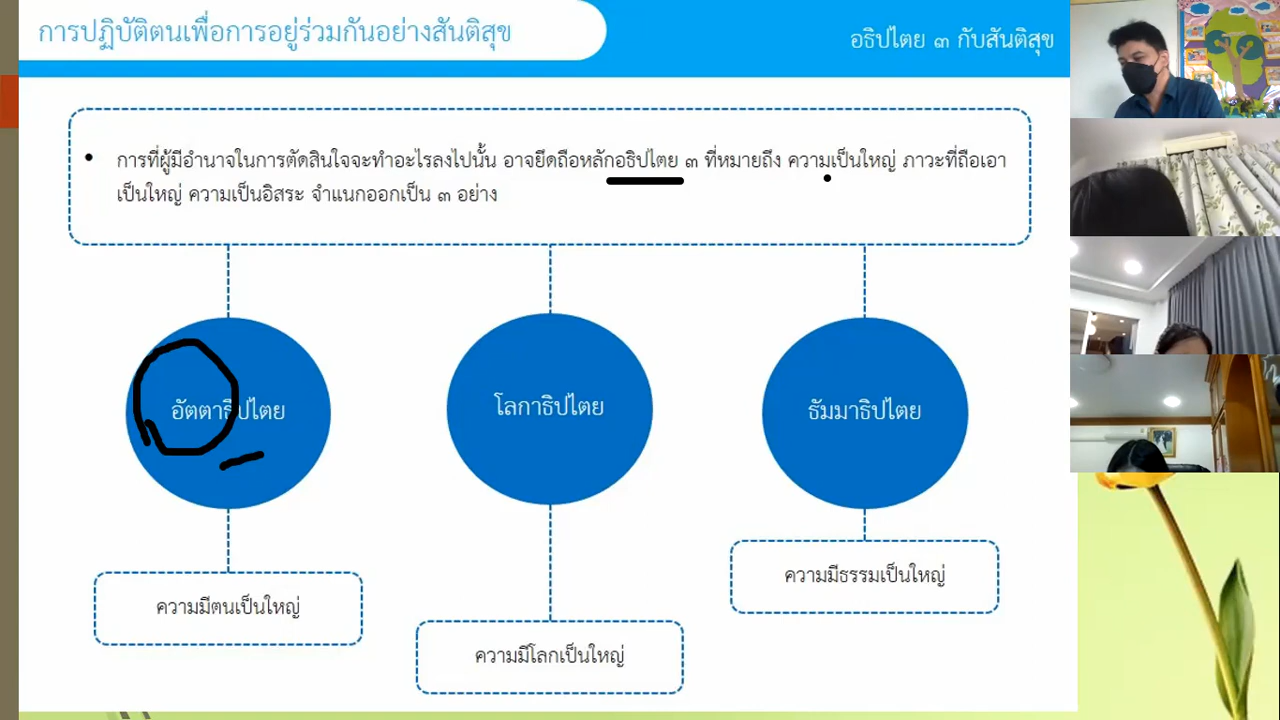 การปฏิบัติตนเพื่อการอยู่ร่วมกันอย่างสันติสุข
อธิปไตย ๓ กับสันติสุข
• การที่ผู้มีอำนาจในการตัดสินใจจะทำอะไรลงไปนั้น อาจยึดถือหลักอธิปไตย ๓ ที่หมายถึง ความเป็นใหญ่ ภาวะที่ถือเอา
เป็นใหญ่ ความเป็นอิสระ จำแนกออกเป็น ๓ อย่าง
อัตตาธิปไตย
โลกาธิปไตย
ธัมมาธิปไตย
ความมีตนเป็นใหญ่
ความมีโลกเป็นใหญ่
ความมีธรรมเป็นใหญ่